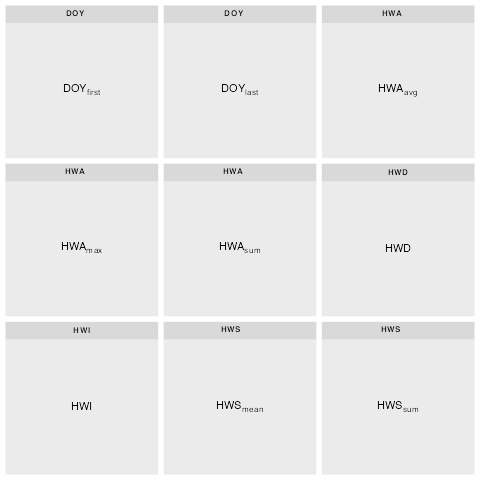 DOY DOY HWA
DOYfirst DOYlast HWAavg
HWA HWA HWD
HWAmax HWAsum HWD
HWI HWS HWS
HWI HWSmean HWSsum